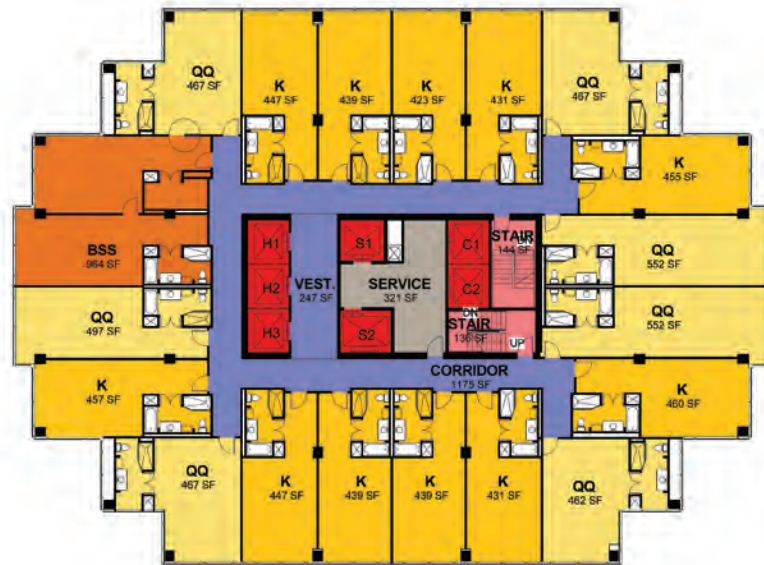 QQ
467 SF
K
447 SF
K
439 SF
K
423 SF
K
431 SF
QQ
467 SF
K
455 SF
BSS
964 SF
H1
H2
H3
VEST.
247 SF
S1
S2
SERVICE
321 SF
C1
C2
STAIR
DN
144 SF
DN
STAIR
136 SF
UP
QQ
552 SF
QQ
497 SF
QQ
552 SF
CORRIDOR
1175 SF
K
457 SF
K
460 SF
QQ
467 SF
K
447 SF
K
439 SF
K
439 SF
K
431 SF
QQ
462 SF